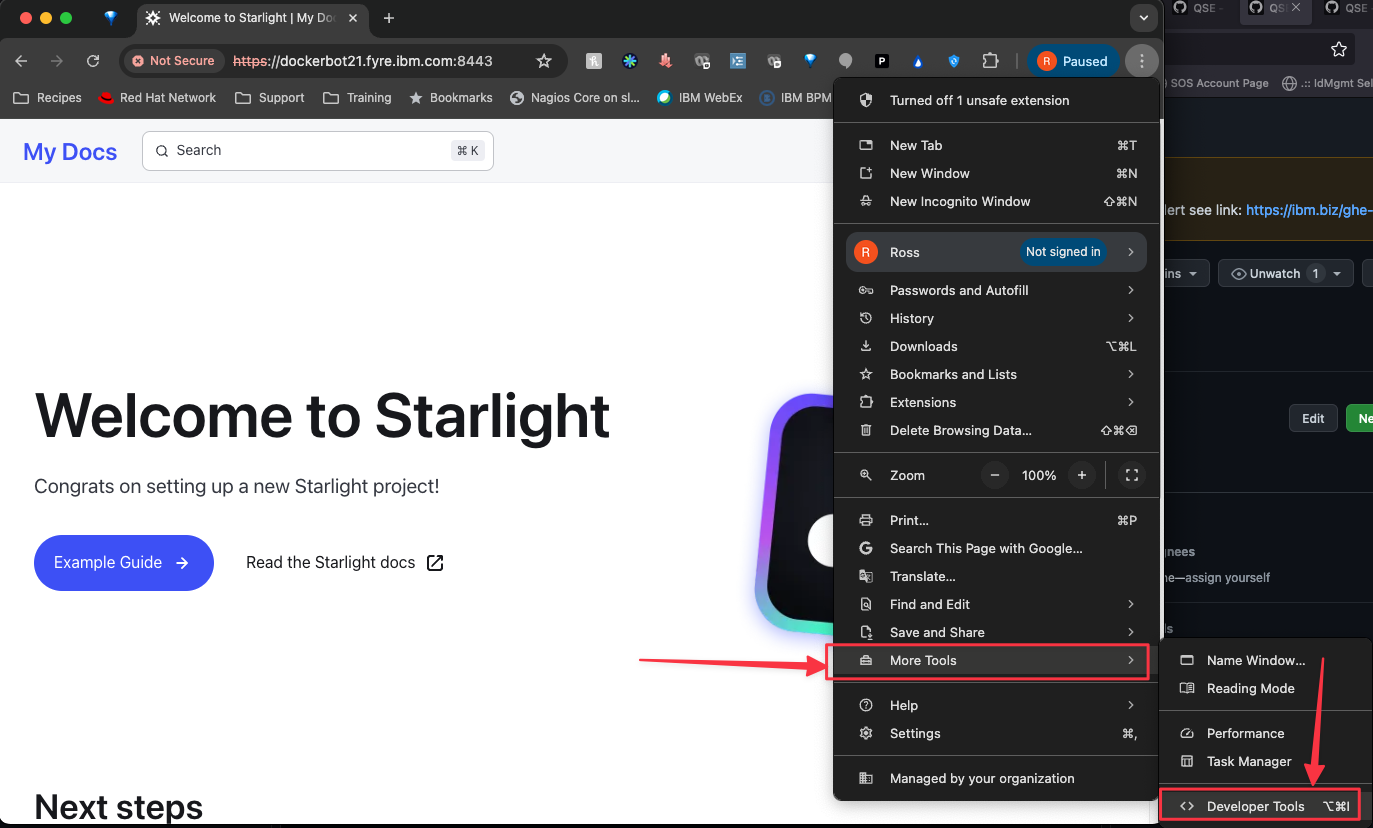 Welcome to Starlight | My Do
QSE
QS
QSE
Not Secure
https://dockerbot21.fyre.ibm.com:8443
P
R Paused
Recipes
Red Hat Network
Support
Training
Bookmarks
Nagios Core on sl...
IBM WebEx
IBM BPM
SOS Account Page
.:: IdMgmt Sel
My Docs
Search
⌘ K
Welcome to Starlight
Congrats on setting up a new Starlight project!
Example Guide
Read the Starlight docs
Next steps
Turned off 1 unsafe extension
New Tab ⌘T
New Window ⌘N
New Incognito Window ⇧⌘N
R Ross Not signed in
Passwords and Autofill
History
Downloads ⌥⌘L
Bookmarks and Lists
Extensions
Delete Browsing Data... ⇧⌘⌫
Zoom − 100% +
Print... ⌘P
Search This Page with Google...
Translate...
Find and Edit
Save and Share
More Tools
Help
Settings ⌘,
Managed by your organization
Name Window...
Reading Mode
Performance
Task Manager
Developer Tools ⌥⌘I
lert see link: https://ibm.biz/ghe-
ins
Unwatch 1
Edit
Ne
gnees
ne—assign yourself
ls